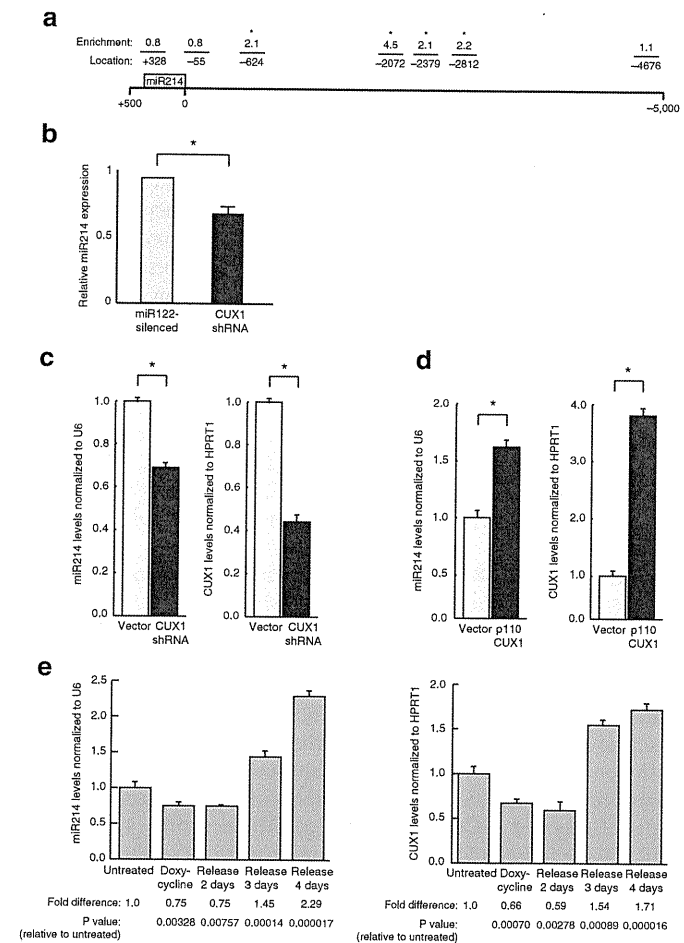 a
Enrichment: 0.8 0.8 2.1 4.5 2.1 2.2 1.1
* * * *
Location: +328 −55 −624 −2072 −2379 −2812 −4676
miR214
+500 0 −5,000
b
Relative miR214 expression
1
0.5
0
*
miR122-silenced
CUX1 shRNA
c
miR214 levels normalized to U6
1.0
0.8
0.6
0.4
0.2
0.0
*
Vector CUX1
shRNA
CUX1 levels normalized to HPRT1
1.0
0.8
0.6
0.4
0.2
0.0
*
Vector CUX1
shRNA
d
miR214 levels normalized to U6
2.0
1.5
1.0
0.5
0.0
*
Vector p110
CUX1
CUX1 levels normalized to HPRT1
4.0
3.0
2.0
1.0
0.0
*
Vector p110
CUX1
e
miR214 levels normalized to U6
2.5
2.0
1.5
1.0
0.5
0.0
Untreated Doxy- Release Release Release
cycline 2 days 3 days 4 days
Fold difference: 1.0 0.75 0.75 1.45 2.29
P value: 0.00328 0.00757 0.00014 0.000017
(relative to untreated)
CUX1 levels normalized to HPRT1
2.0
1.5
1.0
0.5
0.0
Untreated Doxy- Release Release Release
cycline 2 days 3 days 4 days
Fold difference: 1.0 0.66 0.59 1.54 1.71
P value: 0.00070 0.00278 0.00089 0,000016
(relative to untreated)